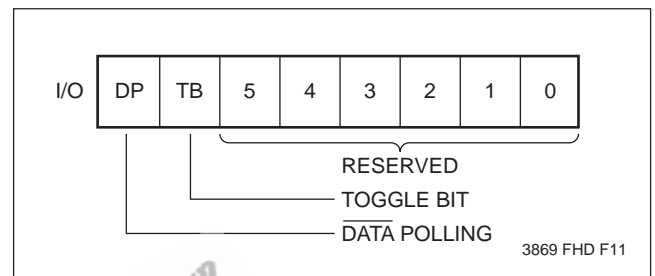 I/O DP TB 5 4 3 2 1 0
RESERVED
TOGGLE BIT
DATA POLLING
3869 FHD F11